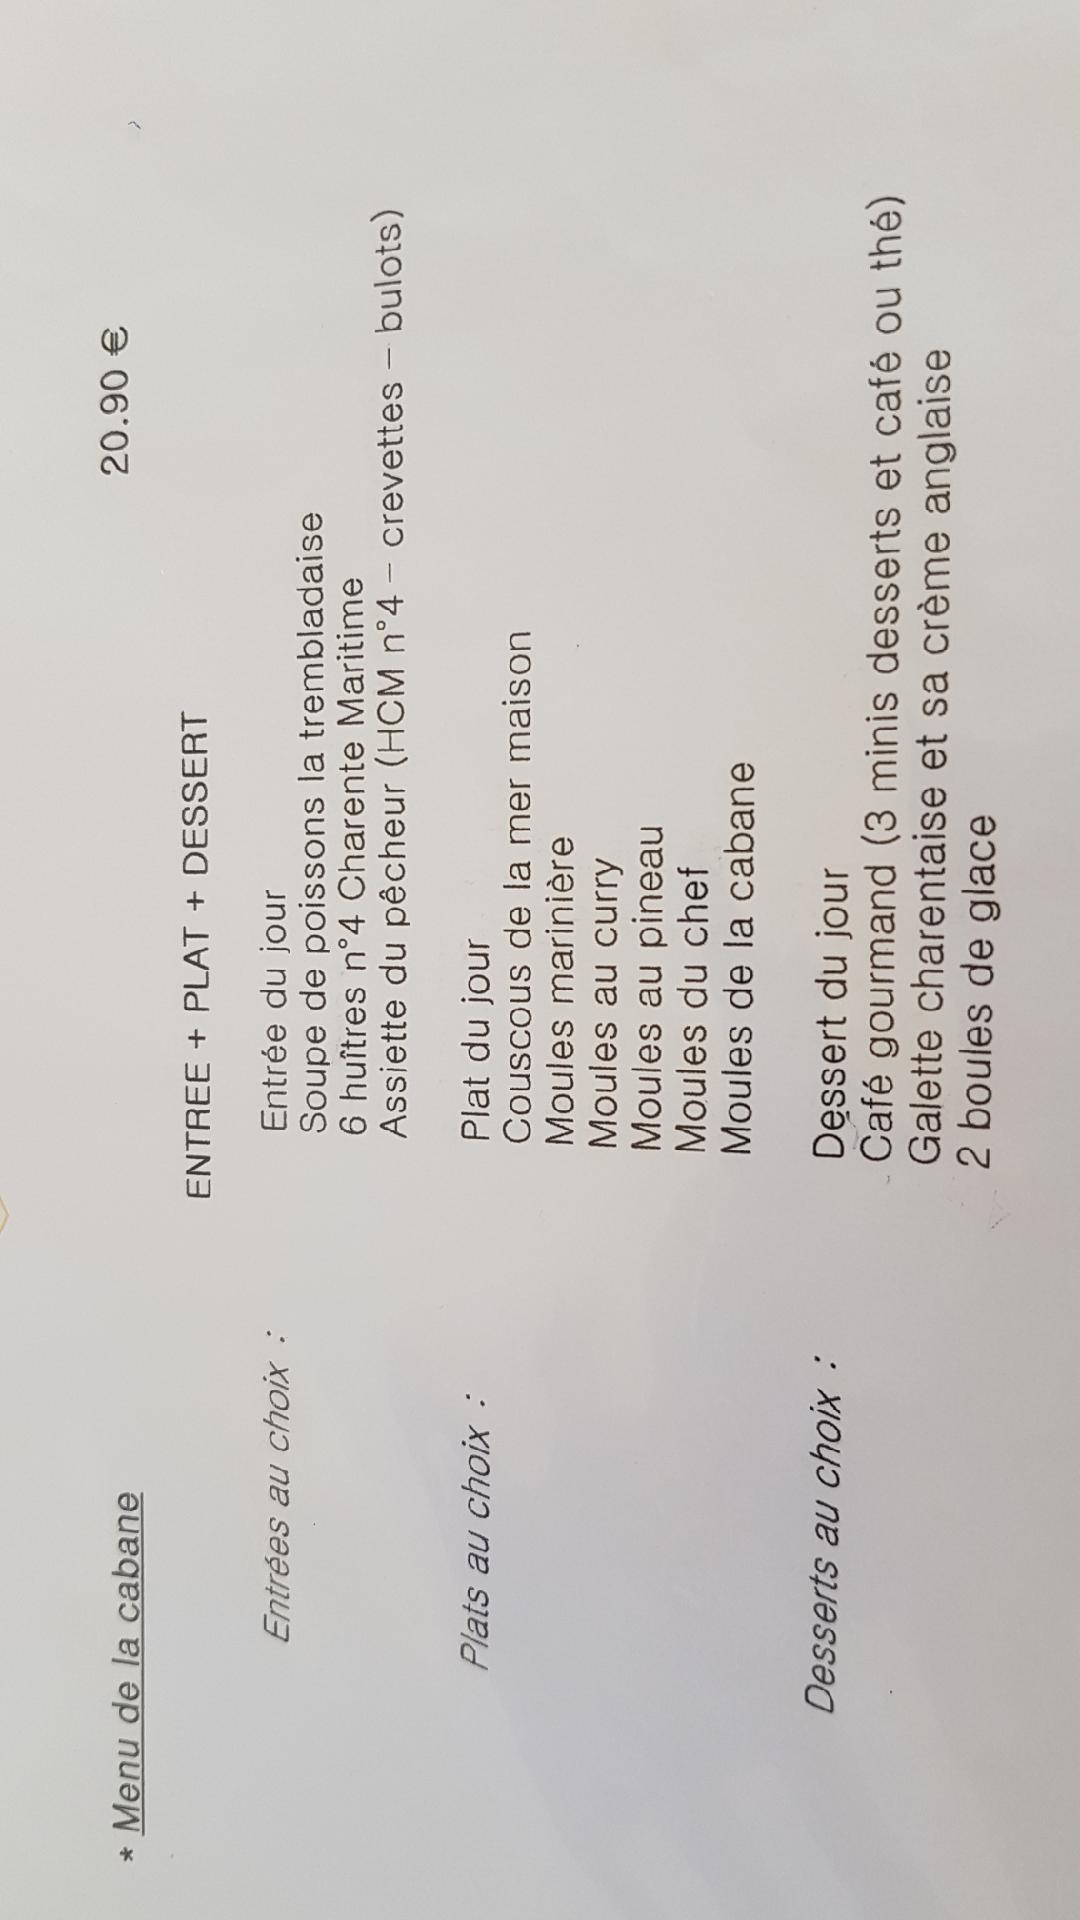 * Menu de la cabane 20.90 €
ENTREE + PLAT + DESSERT
Entrées au choix : Entrée du jour
Soupe de poissons la trembladaise
6 huîtres n°4 Charente Maritime
Assiette du pêcheur (HCM n°4 – crevettes – bulots)
Plats au choix : Plat du jour
Couscous de la mer maison
Moules marinière
Moules au curry
Moules au pineau
Moules du chef
Moules de la cabane
Desserts au choix : Dessert du jour
Café gourmand (3 minis desserts et café ou thé)
Galette charentaise et sa crème anglaise
2 boules de glace